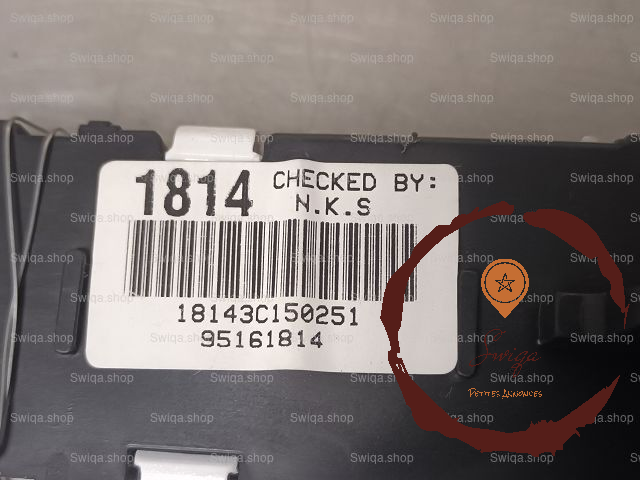 1814 CHECKED BY:
N.K.S
18143C150251
95161814
Swiqa
PETITES ANNONCES
Swiqa.shop